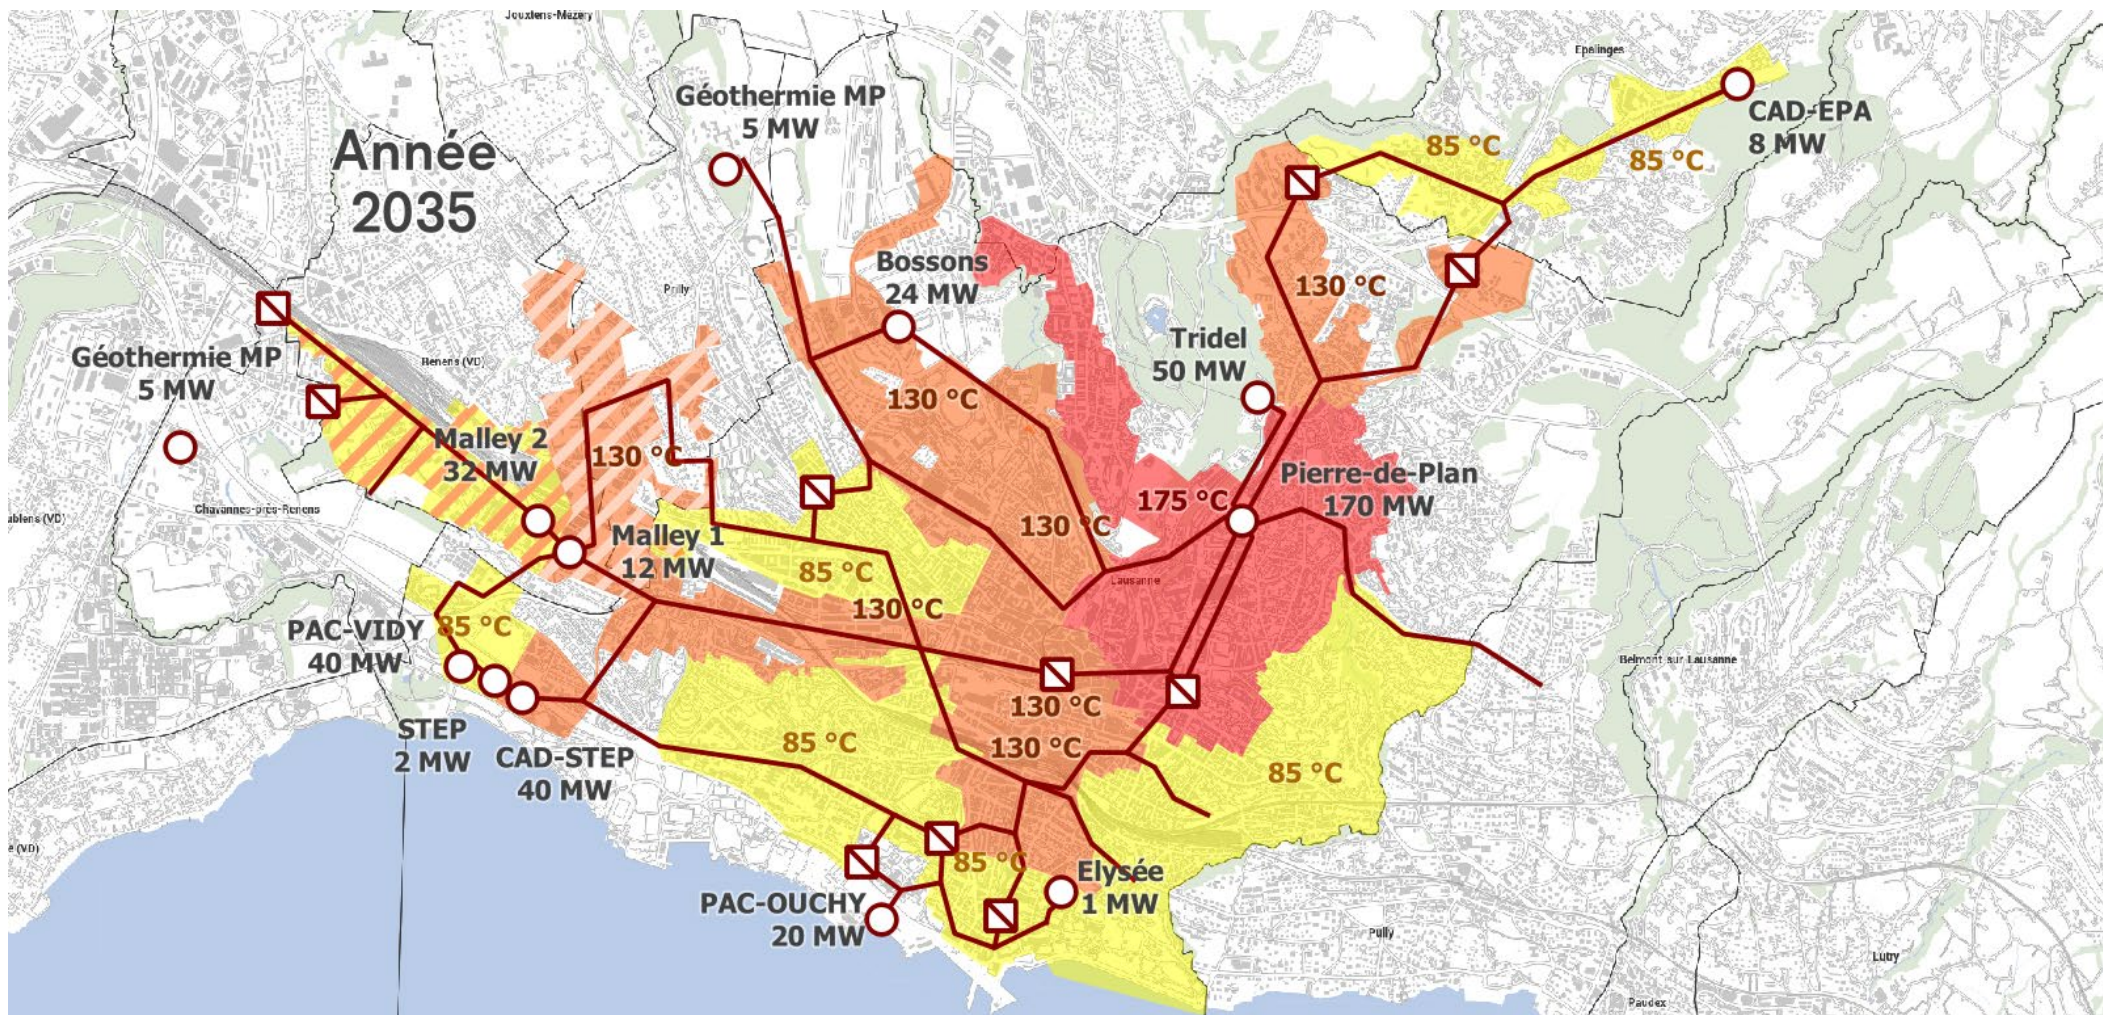 Jouxtens-Mézery
Epalinges
Géothermie MP
5 MW
CAD-EPA
8 MW
Année
2035
85 °C
85 °C
Bossons
24 MW
Prilly
130 °C
Tridel
50 MW
Géothermie MP
5 MW
Renens (VD)
130 °C
Malley 2
32 MW
130 °C
Pierre-de-Plan
170 MW
175 °C
Chavannes-près-Renens
ublens (VD)
130 °C
Malley 1
12 MW
85 °C
Lausanne
130 °C
85 °C
PAC-VIDY
40 MW
Belmont sur Lausanne
130 °C
STEP
2 MW
CAD-STEP
40 MW
85 °C
130 °C
85 °C
e (VD)
85 °C
Elysée
1 MW
PAC-OUCHY
20 MW
Pully
Lutry
Paudex